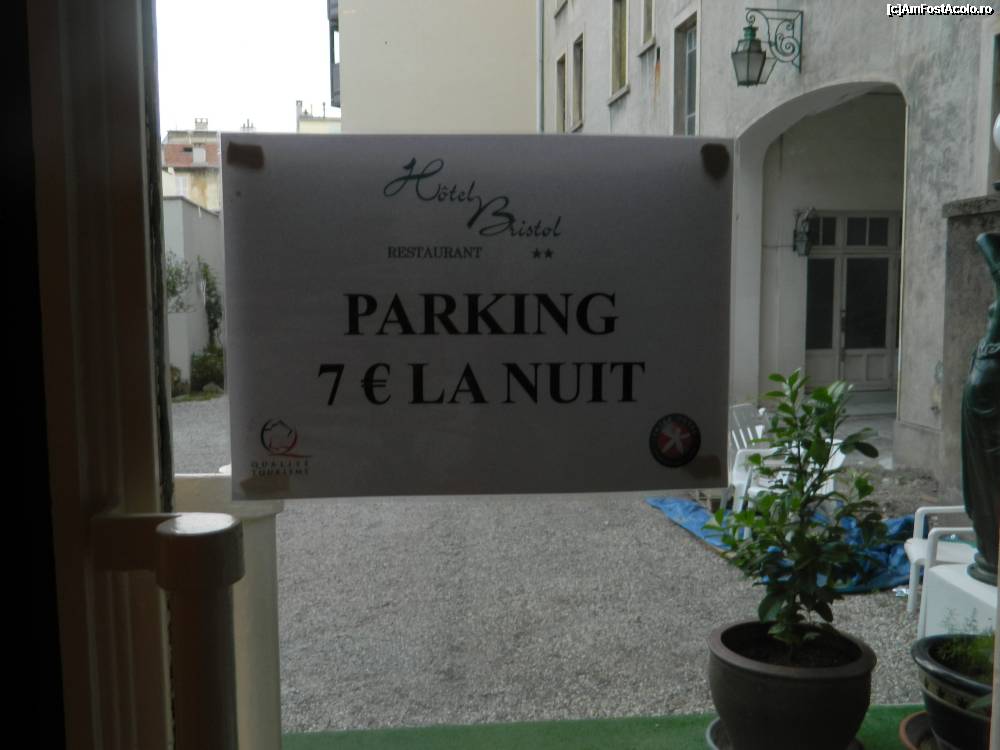 [c]AmFostAcolo.ro
Hôtel
Bristol
RESTAURANT ★★
PARKING
7 € LA NUIT
QUALITÉ
TOURISME